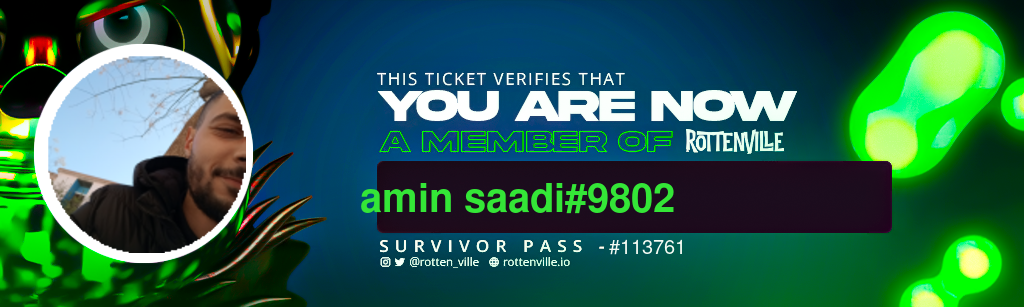 THIS TICKET VERIFIES THAT
YOU ARE NOW
A MEMBER OF ROTTENVILLE
amin saadi#9802
SURVIVOR PASS - #113761
@rotten_ville rottenville.io